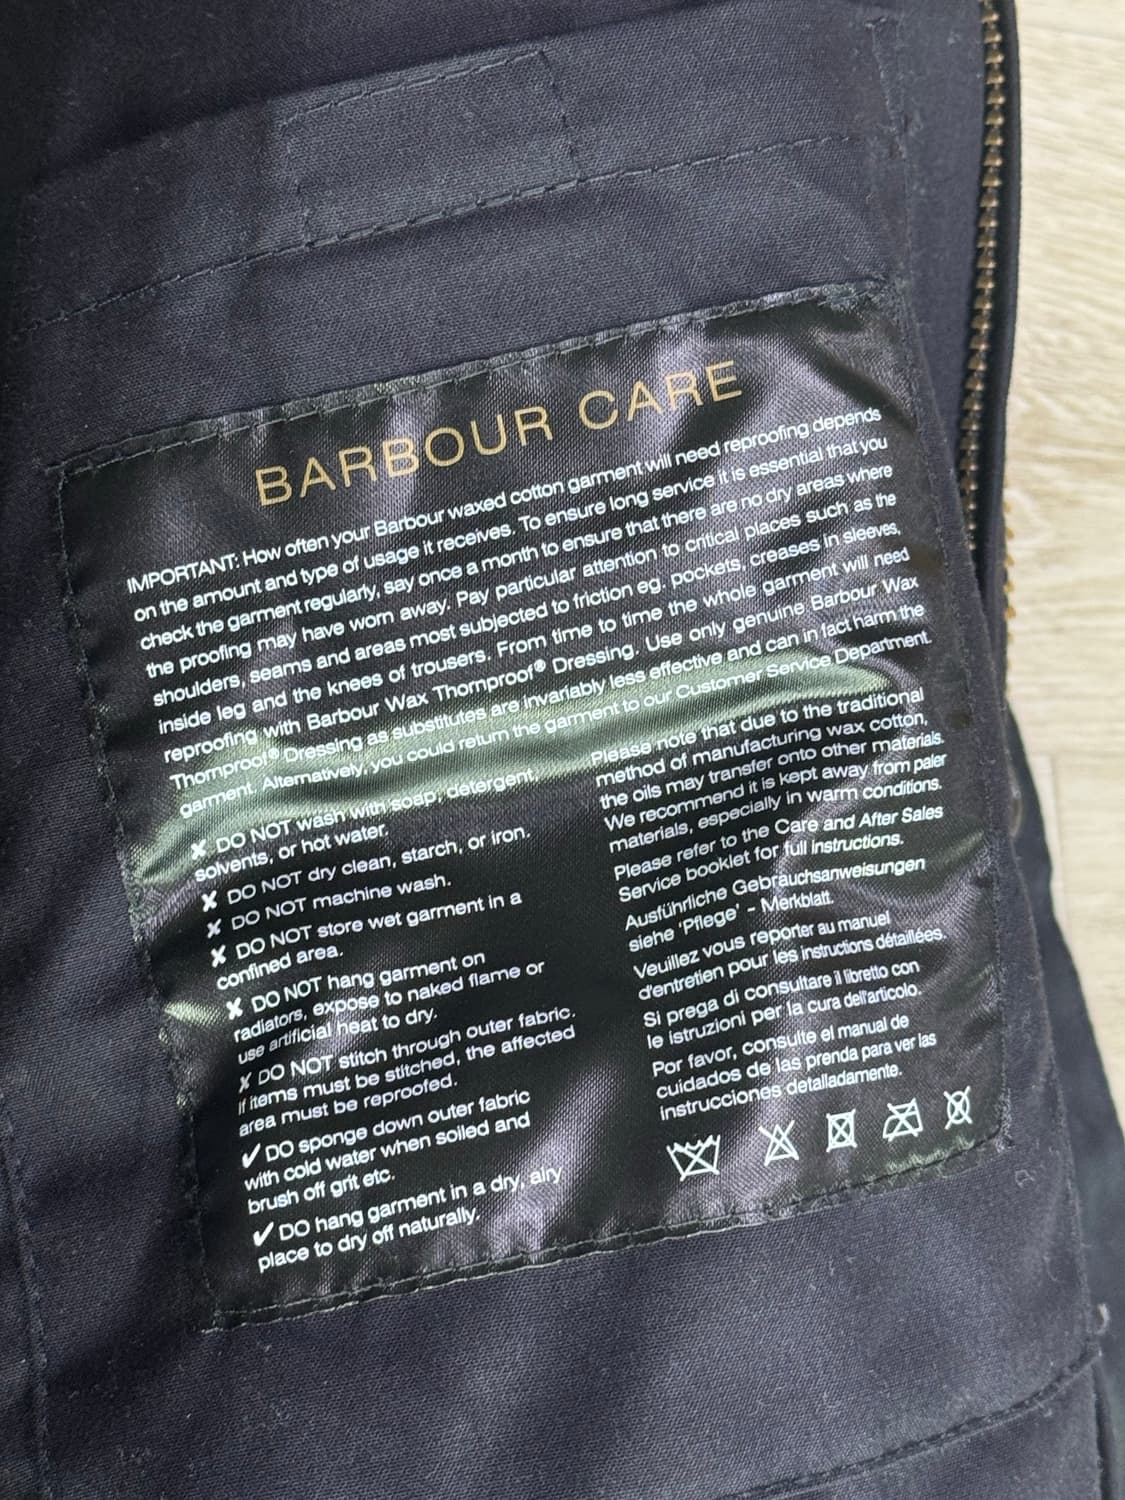 BARBOUR CARE
IMPORTANT: How often your Barbour waxed cotton garment will need reproofing depends
on the amount and type of usage it receives. To ensure long service it is essential that you
check the garment regularly, say once a month to ensure that there are no dry areas where
the proofing may have worn away. Pay particular attention to critical places such as the
shoulders, seams and areas most subjected to friction eg. pockets, creases in sleeves,
inside leg and the knees of trousers. From time to time the whole garment will need
reproofing with Barbour Wax Thornproof® Dressing. Use only genuine Barbour Wax
Thornproof® Dressing as substitutes are invariably less effective and can in fact harm the
garment. Alternatively, you could return the garment to our Customer Service Department.
✗ DO NOT wash with soap, detergent,
solvents, or hot water.
✗ DO NOT dry clean, starch, or iron.
✗ DO NOT machine wash.
✗ DO NOT store wet garment in a
confined area.
✗ DO NOT hang garment on
radiators, expose to naked flame or
use artificial heat to dry.
✗ DO NOT stitch through outer fabric.
If items must be stitched, the affected
area must be reproofed.
✓ DO sponge down outer fabric
with cold water when soiled and
brush off grit etc.
✓ DO hang garment in a dry, airy
place to dry off naturally.
Please note that due to the traditional
method of manufacturing wax cotton,
the oils may transfer onto other materials.
We recommend it is kept away from paler
materials, especially in warm conditions.
Please refer to the Care and After Sales
Service booklet for full instructions.
Ausführliche Gebrauchsanweisungen
siehe 'Pflege' - Merkblatt.
Veuillez vous reporter au manuel
d'entretien pour les instructions détaillées.
Si prega di consultare il libretto con
le istruzioni per la cura dell'articolo.
Por favor, consulte el manual de
cuidados de las prenda para ver las
instrucciones detalladamente.